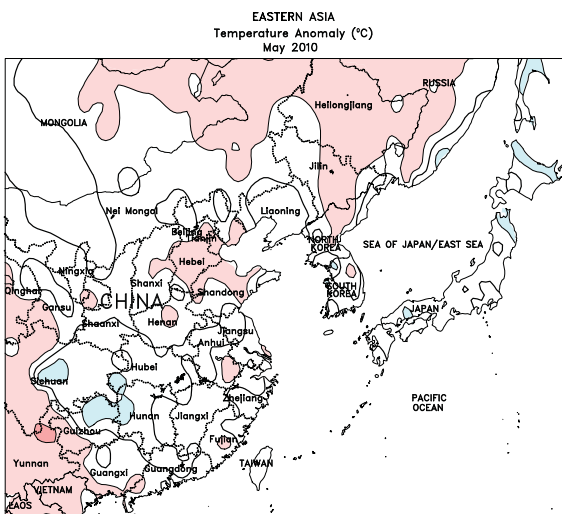 EASTERN ASIA
Temperature Anomaly (°C)
May 2010
RUSSIA
Heilongjiang
MONGOLIA
Jilin
Nei Mongol
Liaoning
Beijing
Tianjin
NORTH
KOREA
SEA OF JAPAN/EAST SEA
Hebei
Ningxia
Shanxi
Qinghai
SOUTH
KOREA
Shandong
CHINA
Gansu
JAPAN
Shaanxi
Henan
Jiangsu
Anhui
Hubei
Sichuan
Zhejiang
PACIFIC
OCEAN
Hunan
Jiangxi
Guizhou
Fujian
Yunnan
Guangxi
Guangdong
TAIWAN
VIETNAM
LAOS